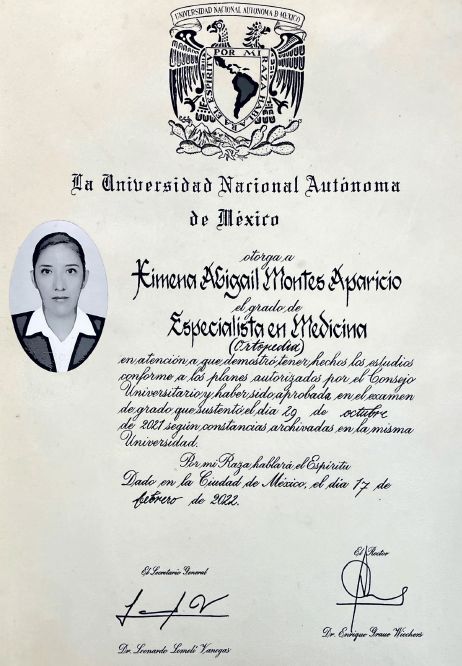 UNIVERSIDAD NACIONAL AUTONOMA D MEXICO
POR MI RAZA HABLARA EL ESPIRITU
La Universidad Nacional Autónoma
de México
otorga a
Ximena Abigail Montes Aparicio
el grado de
Especialista en Medicina
(Ortopedia)
en atención a que demostró tener hechos los estudios
conforme a los planes autorizados por el Consejo
Universitario y haber sido aprobada en el examen
de grado que sustentó el día 29 de octubre
de 2021 según constancias archivadas en la misma
Universidad.
Por mi Raza hablará el Espíritu
Dado en la Ciudad de México, el día 17 de
febrero de 2022.
El Secretario General
Dr. Leonardo Lomelí Vanegas
El Rector
Dr. Enrique Graue Wiechers